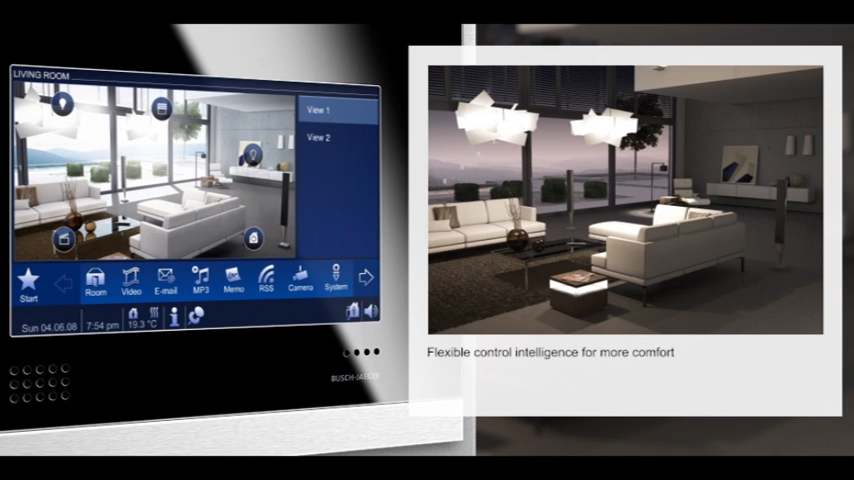 LIVING ROOM
View 1
View 2
Start
Room
Video
E-mail
MP3
Memo
RSS
Camera
System
Sun 04.06.08
7:54 pm
19.3 °C
BUSCH-JAEGER
Flexible control intelligence for more comfort